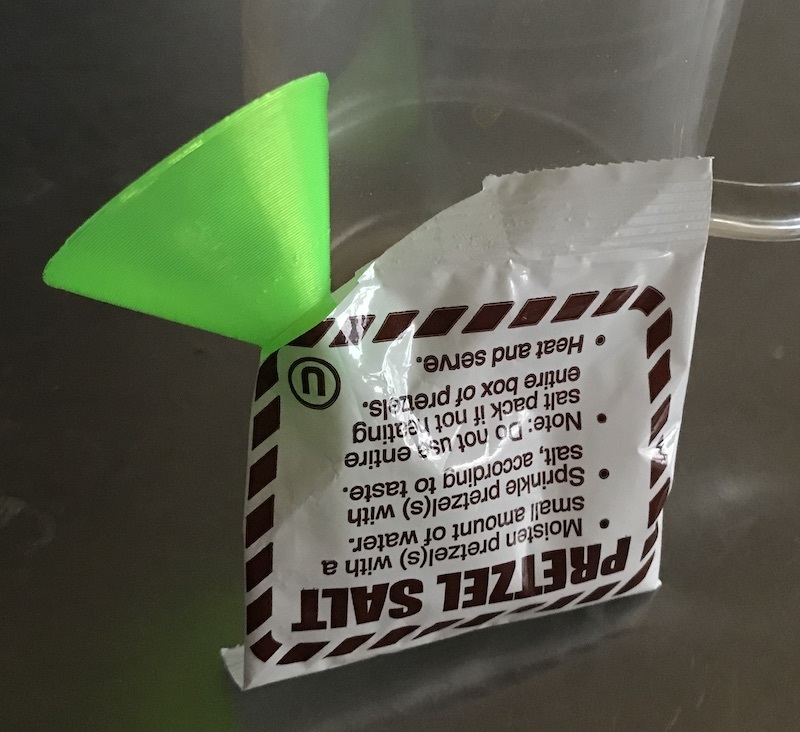 PRETZEL SALT
• Moisten pretzel(s) with a
small amount of water.
• Sprinkle pretzel(s) with
salt, according to taste.
• Note: Do not use entire
salt pack if not heating
entire box of pretzels.
• Heat and serve.
U